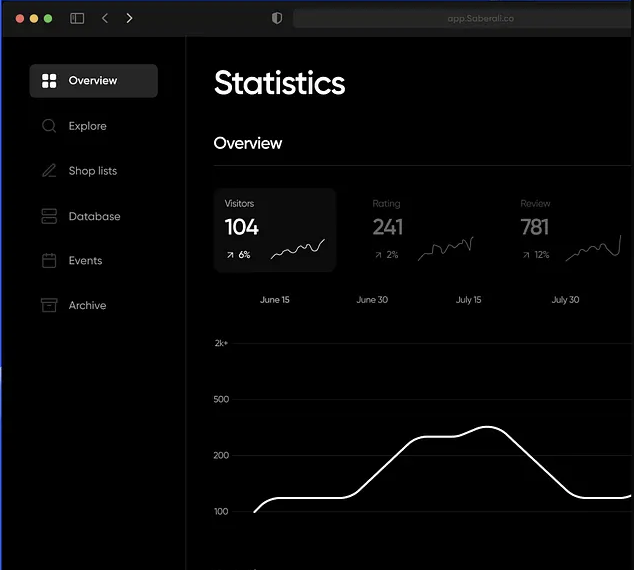 app.Saberali.co
Overview
Explore
Shop lists
Database
Events
Archive
Statistics
Overview
Visitors
104
6%
Rating
241
2%
Review
781
12%
June 15
June 30
July 15
July 30
2k+
500
200
100